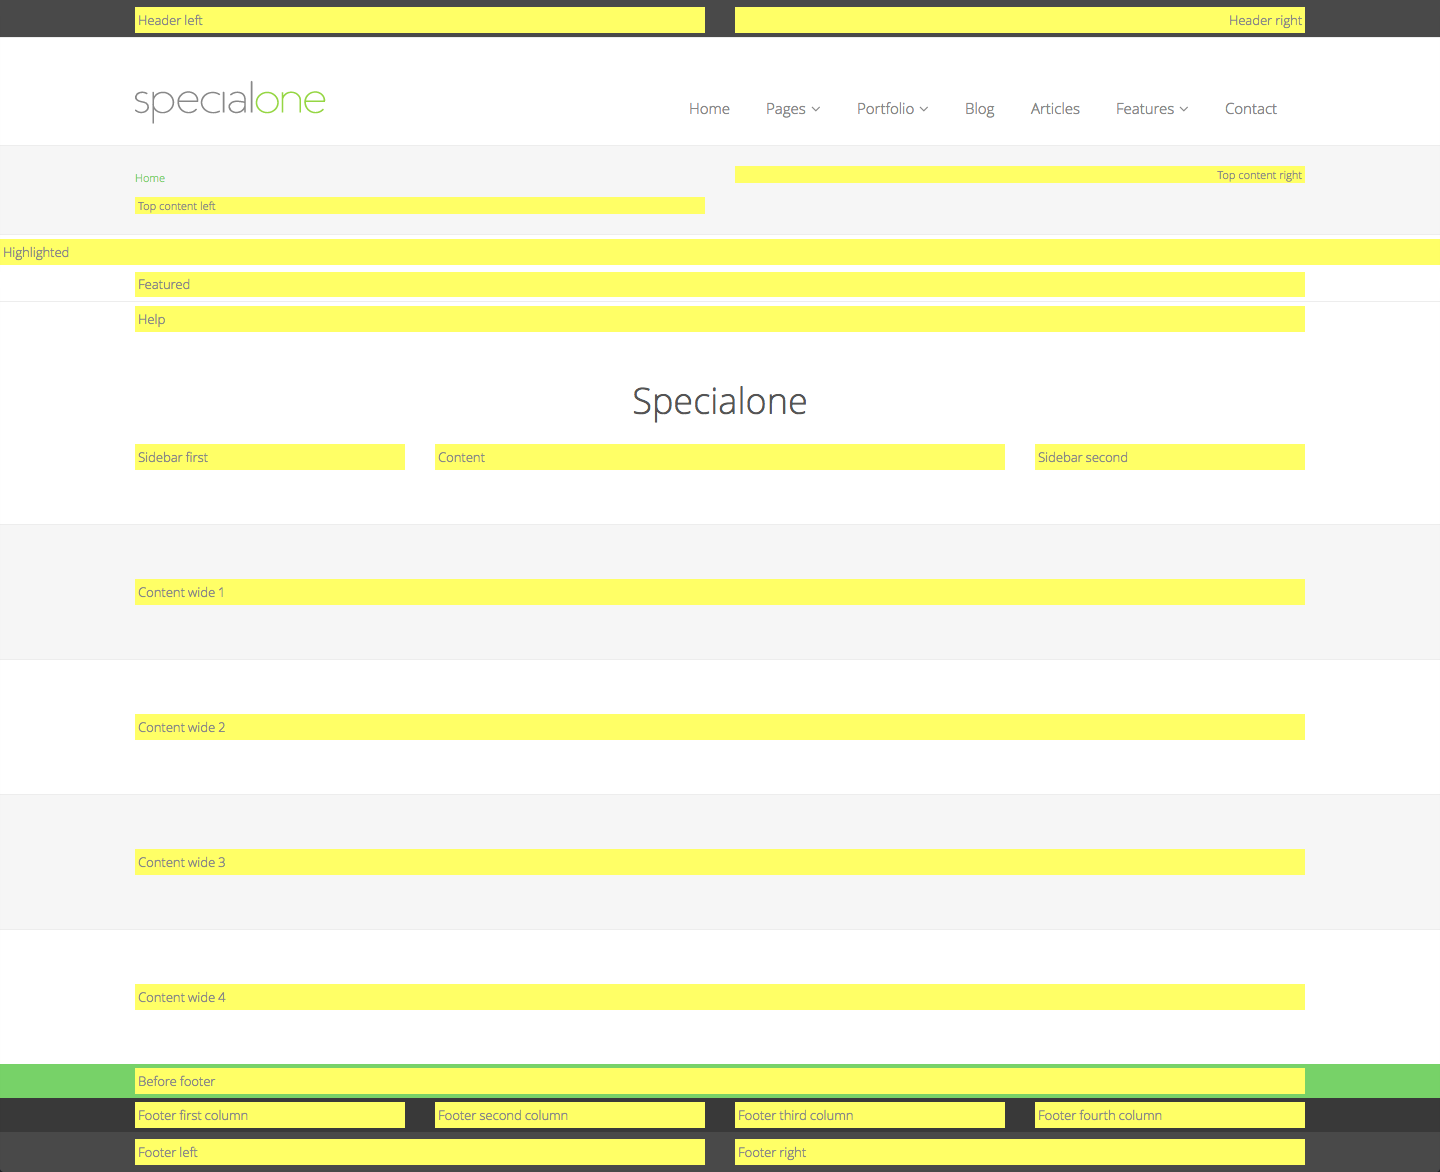 Header left Header right
specialone
Home Pages Portfolio Blog Articles Features Contact
Home Top content right
Top content left
Highlighted
Featured
Help
Specialone
Sidebar first Content Sidebar second
Content wide 1
Content wide 2
Content wide 3
Content wide 4
Before footer
Footer first column Footer second column Footer third column Footer fourth column
Footer left Footer right